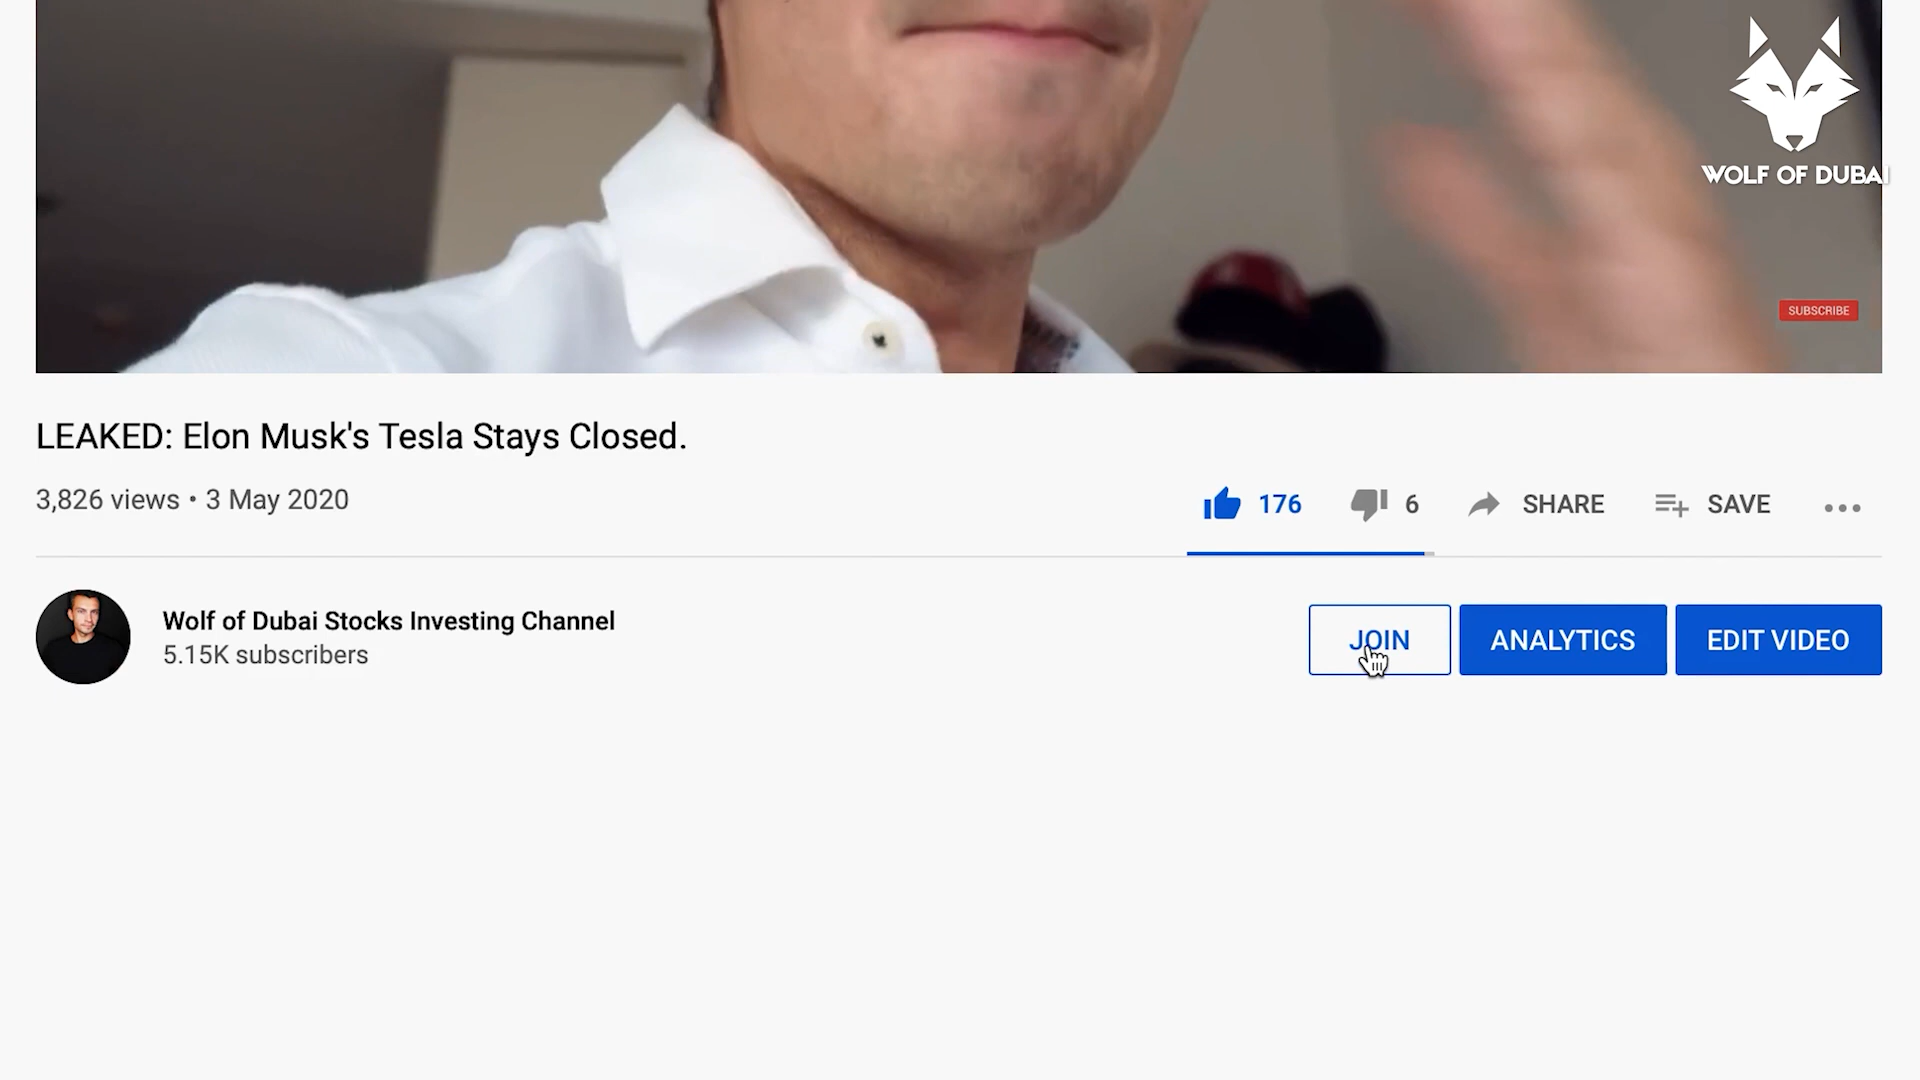 WOLF OF DUBAI
SUBSCRIBE
LEAKED: Elon Musk's Tesla Stays Closed.
3,826 views • 3 May 2020
176
6
SHARE
SAVE
Wolf of Dubai Stocks Investing Channel
5.15K subscribers
JOIN
ANALYTICS
EDIT VIDEO